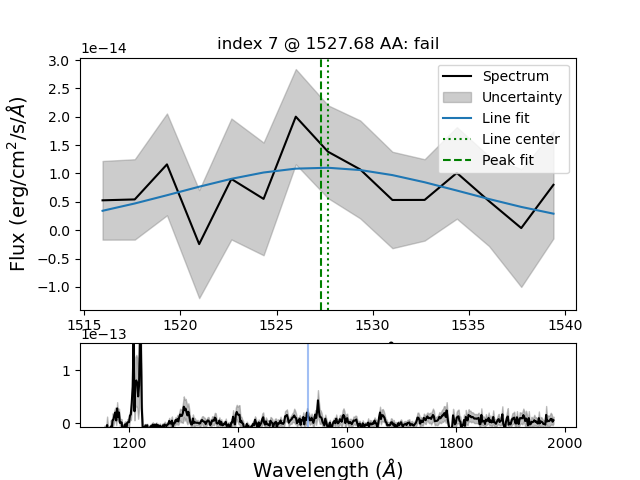 index 7 @ 1527.68 AA: fail
1e−14
3.0
2.5
2.0
1.5
1.0
0.5
0.0
−0.5
−1.0
Flux (erg/cm²/s/Å)
Spectrum
Uncertainty
Line fit
Line center
Peak fit
1515 1520 1525 1530 1535 1540
1e−13
1
0
1200 1400 1600 1800 2000
Wavelength (Å)